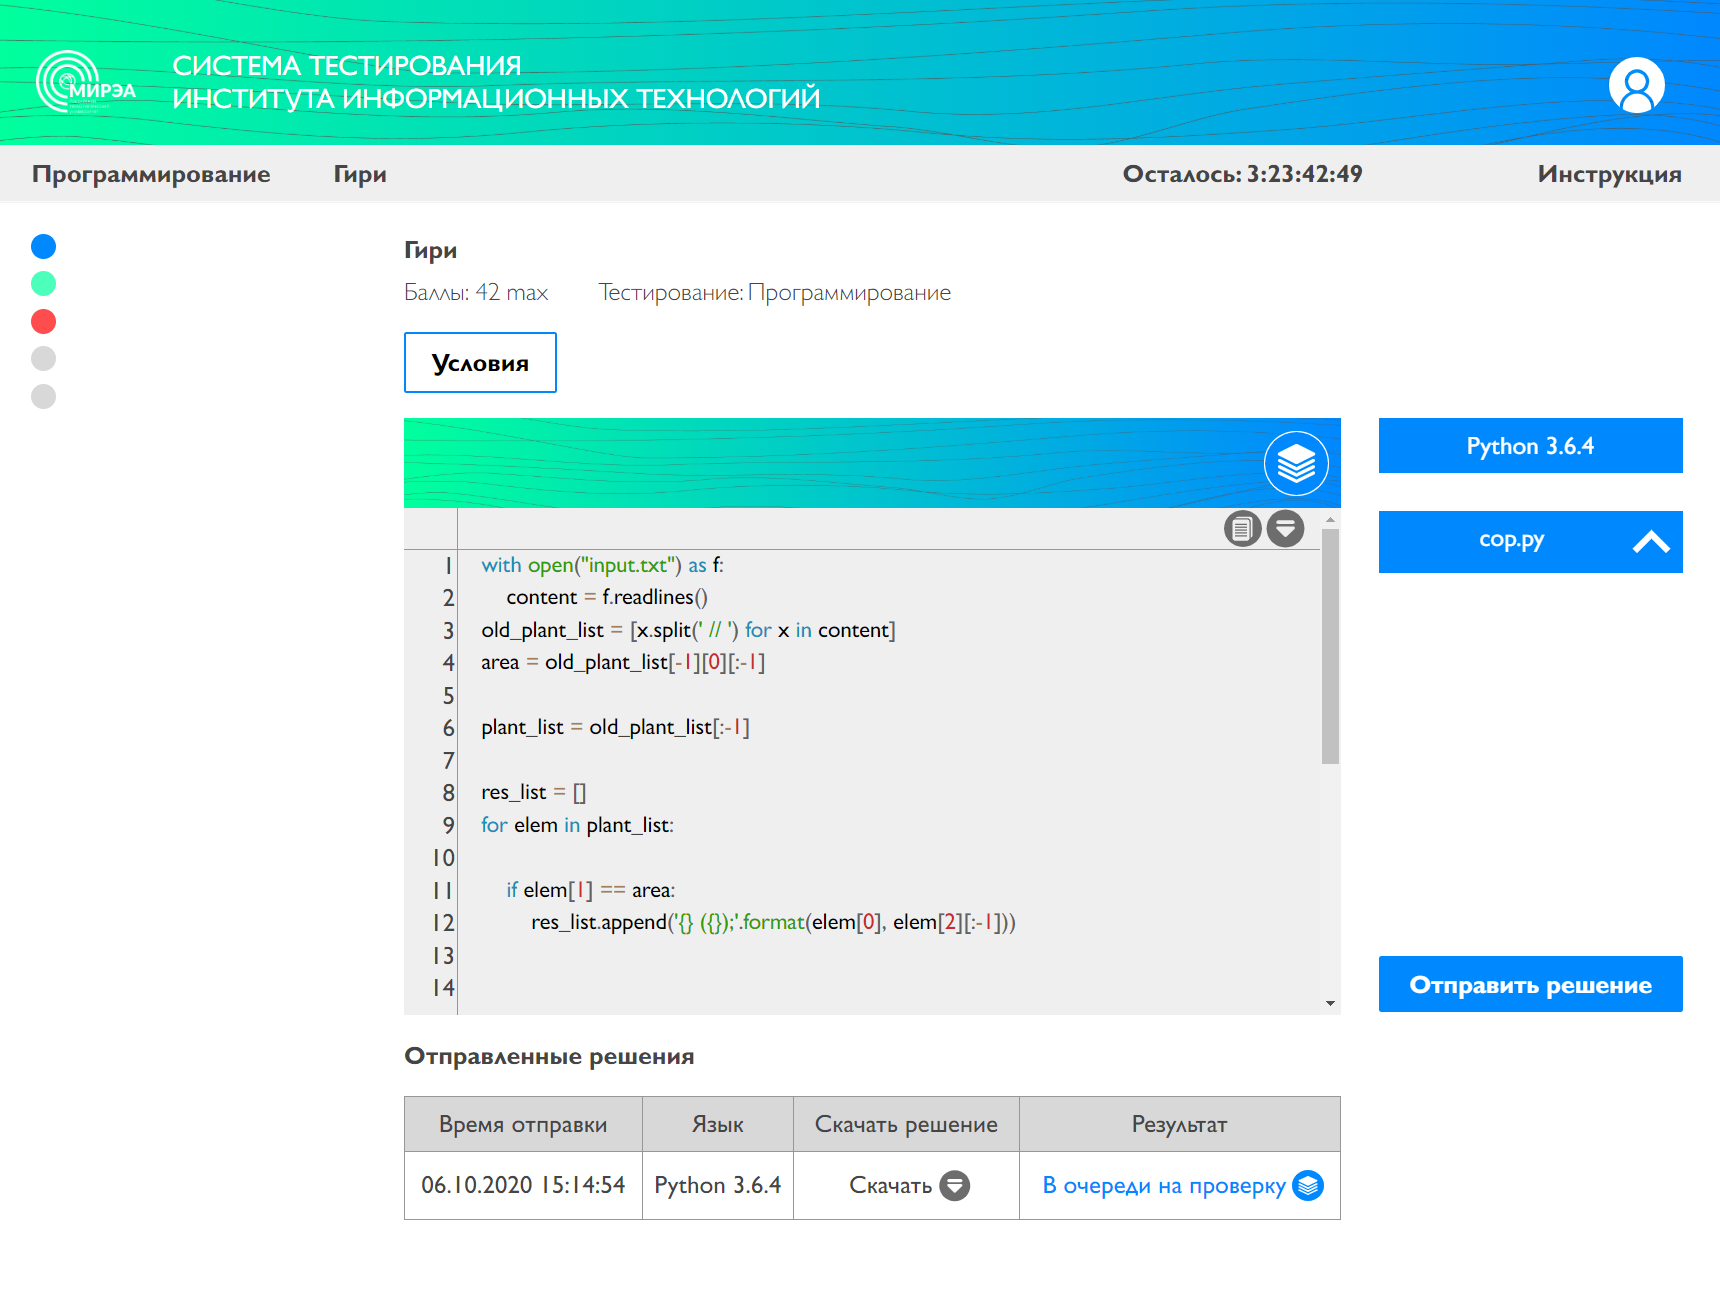 МИРЭА
СИСТЕМА ТЕСТИРОВАНИЯ
ИНСТИТУТА ИНФОРМАЦИОННЫХ ТЕХНОЛОГИЙ
Программирование Гири Осталось: 3:23:42:49 Инструкция
Гири
Баллы: 42 max Тестирование: Программирование
Условия
Python 3.6.4
cop.py
1 with open("input.txt") as f:
2 content = f.readlines()
3 old_plant_list = [x.split(' // ') for x in content]
4 area = old_plant_list[-1][0][:-1]
5
6 plant_list = old_plant_list[:-1]
7
8 res_list = []
9 for elem in plant_list:
10
11 if elem[1] == area:
12 res_list.append('{} ({});'.format(elem[0], elem[2][:-1]))
13
14
Отправить решение
Отправленные решения
Время отправки Язык Скачать решение Результат
06.10.2020 15:14:54 Python 3.6.4 Скачать В очереди на проверку